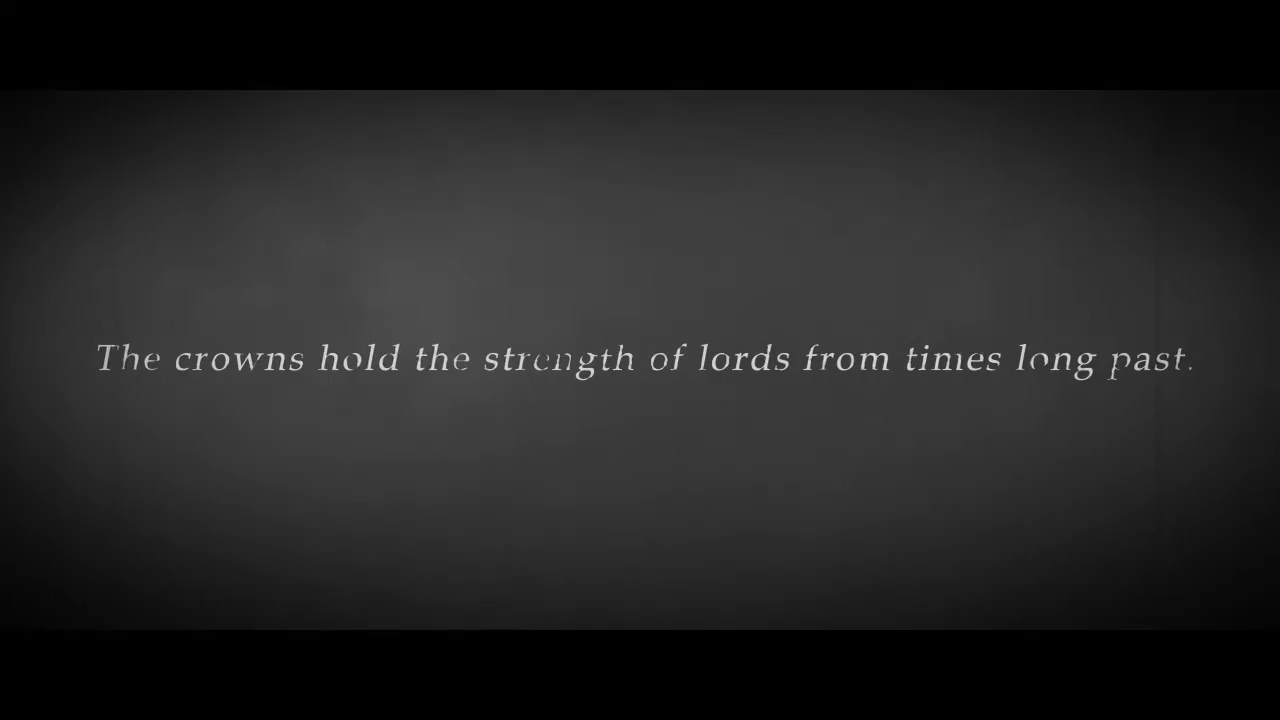 The crowns hold the strength of lords from times long past.